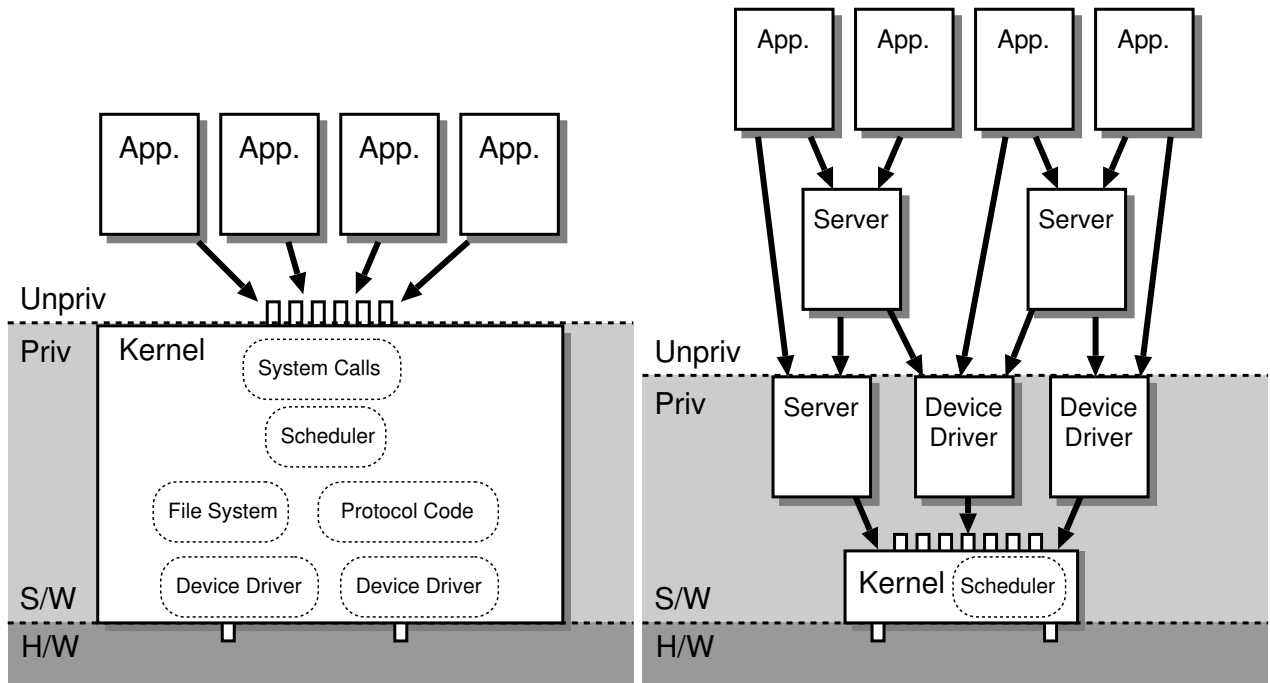 App.
App.
App.
App.
Unpriv
Priv
Kernel
System Calls
Scheduler
File System
Protocol Code
Device Driver
Device Driver
S/W
H/W
App.
App.
App.
App.
Server
Server
Unpriv
Priv
Server
Device
Driver
Device
Driver
Kernel
Scheduler
S/W
H/W